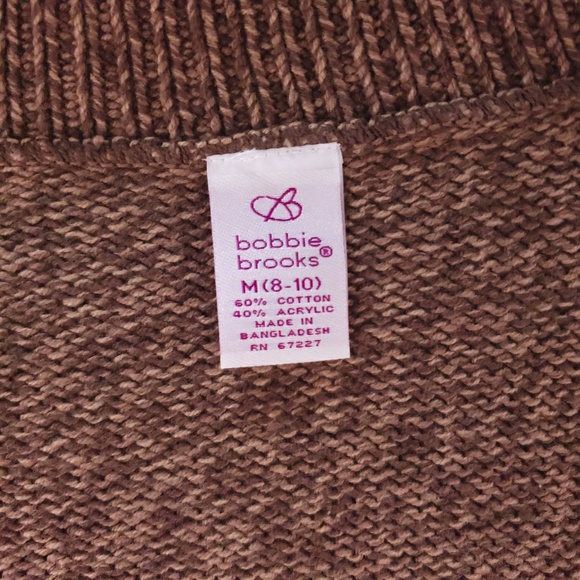 bobbie
brooks®
M(8-10)
60% COTTON
40% ACRYLIC
MADE IN
BANGLADESH
RN 67227